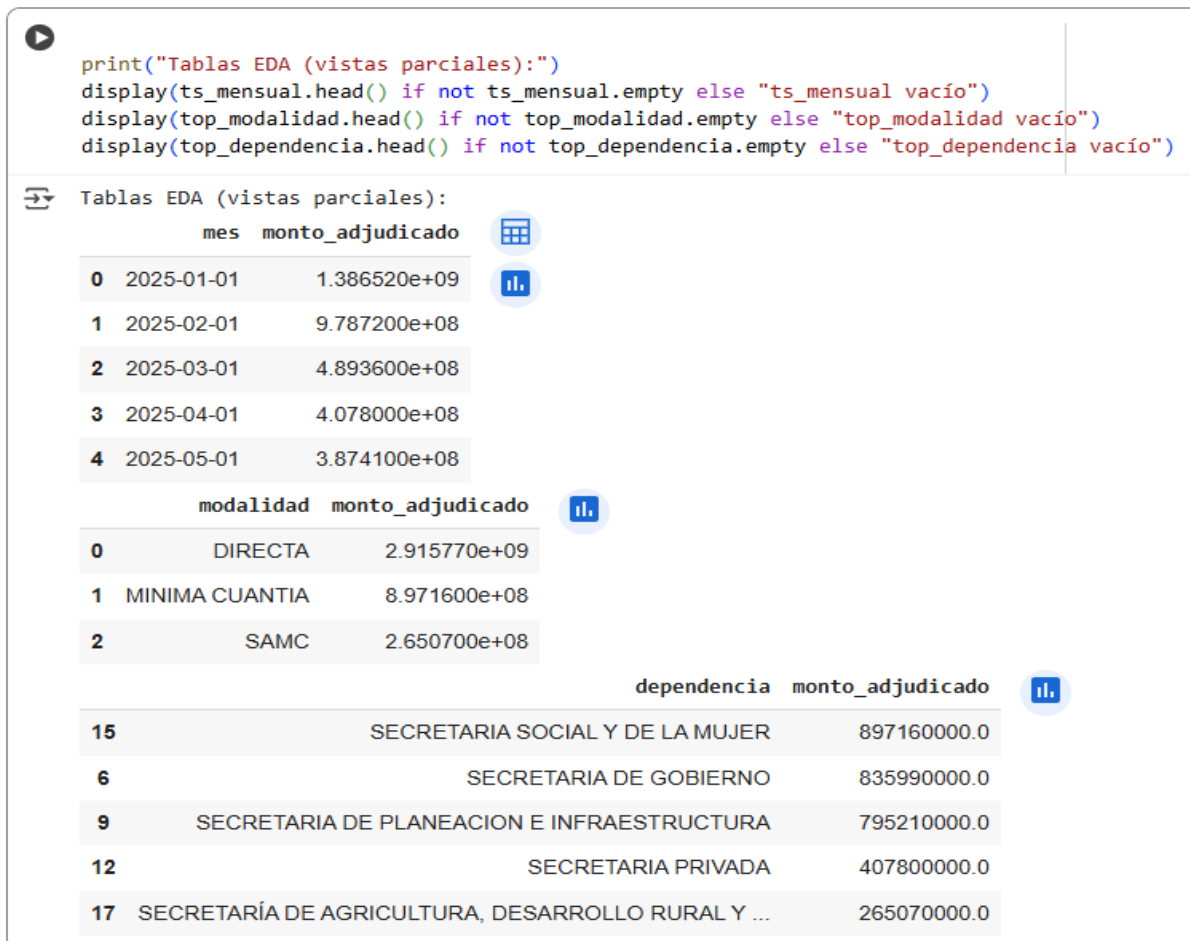 print("Tablas EDA (vistas parciales):")
display(ts_mensual.head() if not ts_mensual.empty else "ts_mensual vacío")
display(top_modalidad.head() if not top_modalidad.empty else "top_modalidad vacío")
display(top_dependencia.head() if not top_dependencia.empty else "top_dependencia vacío")
Tablas EDA (vistas parciales):
mes monto_adjudicado
0 2025-01-01 1.386520e+09
1 2025-02-01 9.787200e+08
2 2025-03-01 4.893600e+08
3 2025-04-01 4.078000e+08
4 2025-05-01 3.874100e+08
modalidad monto_adjudicado
0 DIRECTA 2.915770e+09
1 MINIMA CUANTIA 8.971600e+08
2 SAMC 2.650700e+08
dependencia monto_adjudicado
15 SECRETARIA SOCIAL Y DE LA MUJER 897160000.0
6 SECRETARIA DE GOBIERNO 835990000.0
9 SECRETARIA DE PLANEACION E INFRAESTRUCTURA 795210000.0
12 SECRETARIA PRIVADA 407800000.0
17 SECRETARÍA DE AGRICULTURA, DESARROLLO RURAL Y ... 265070000.0